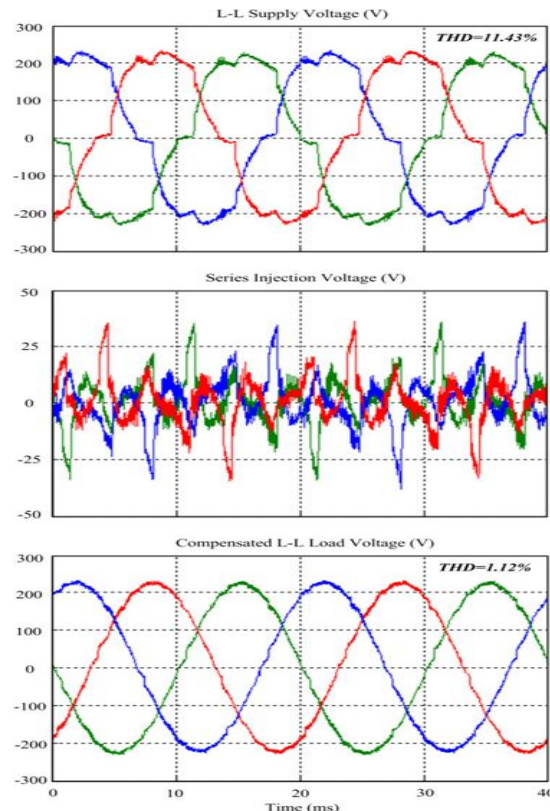 L-L Supply Voltage (V)
THD=11.43%
300
200
100
0
-100
-200
-300
Series Injection Voltage (V)
50
25
0
-25
-50
Compensated L-L Load Voltage (V)
THD=1.12%
300
200
100
0
-100
-200
-300
0 10 20 30 40
Time (ms)